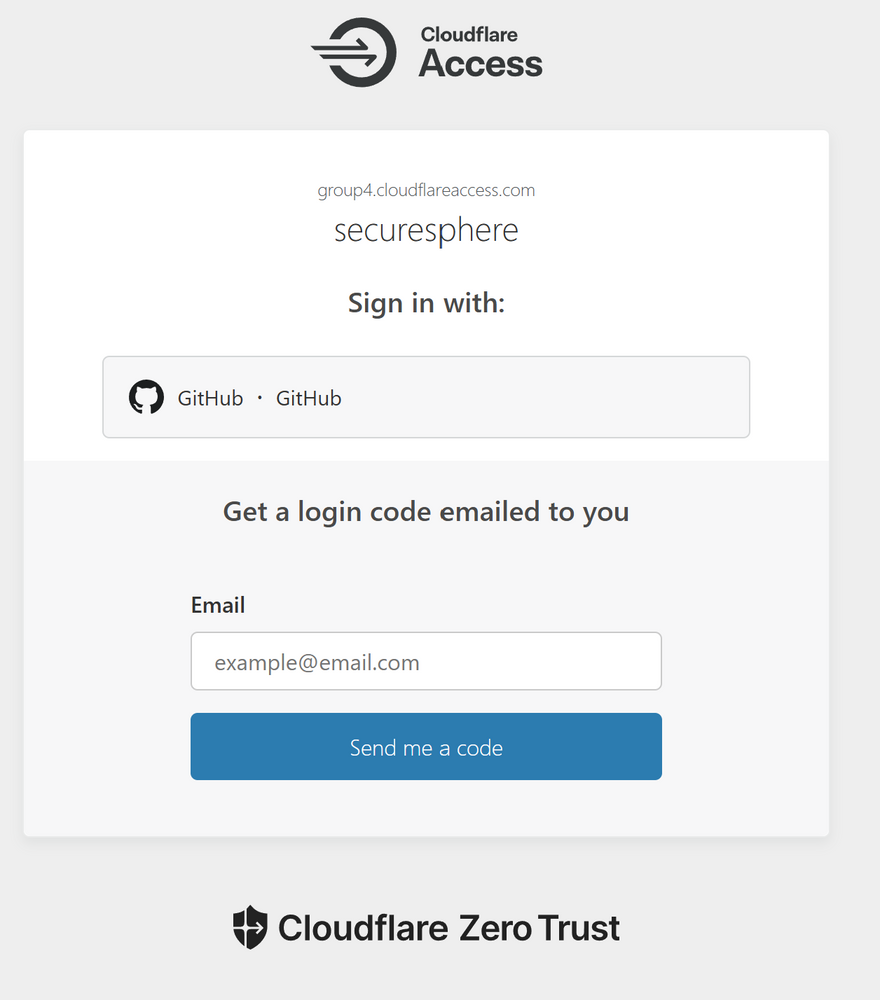 Cloudflare
Access
group4.cloudflareaccess.com
securesphere
Sign in with:
GitHub · GitHub
Get a login code emailed to you
Email
example@email.com
Send me a code
Cloudflare Zero Trust